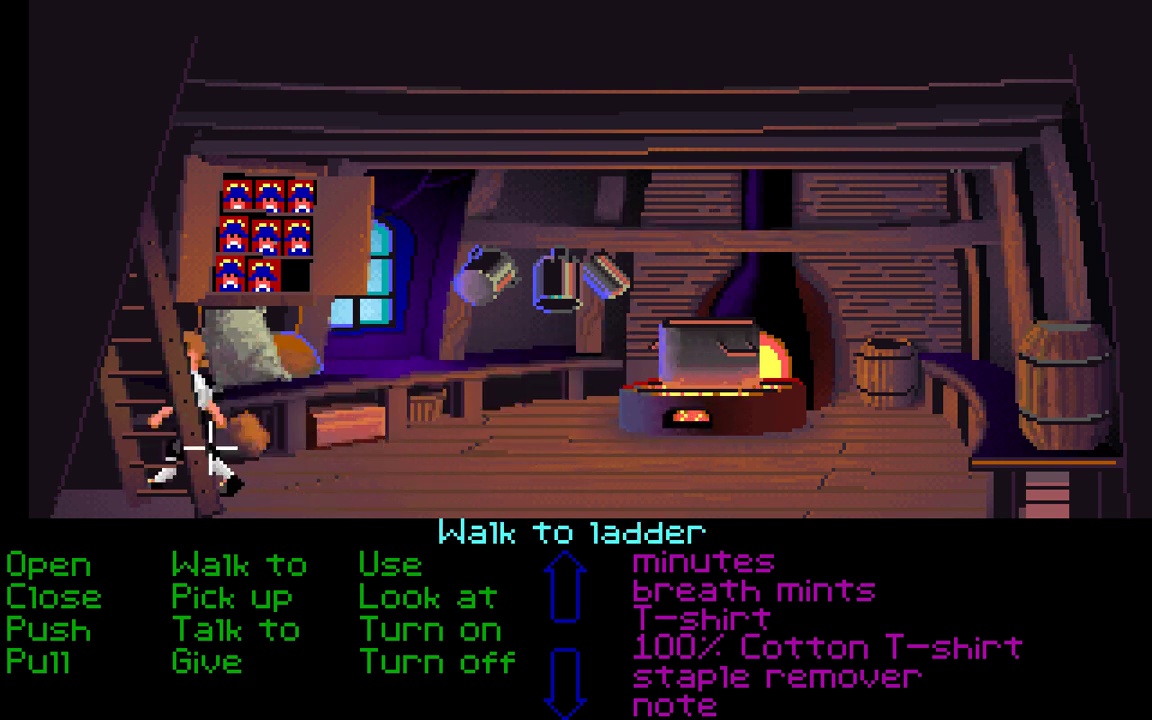 Walk to ladder
Open Walk to Use
Close Pick up Look at
Push Talk to Turn on
Pull Give Turn off
minutes
breath mints
T-shirt
100% Cotton T-shirt
staple remover
note